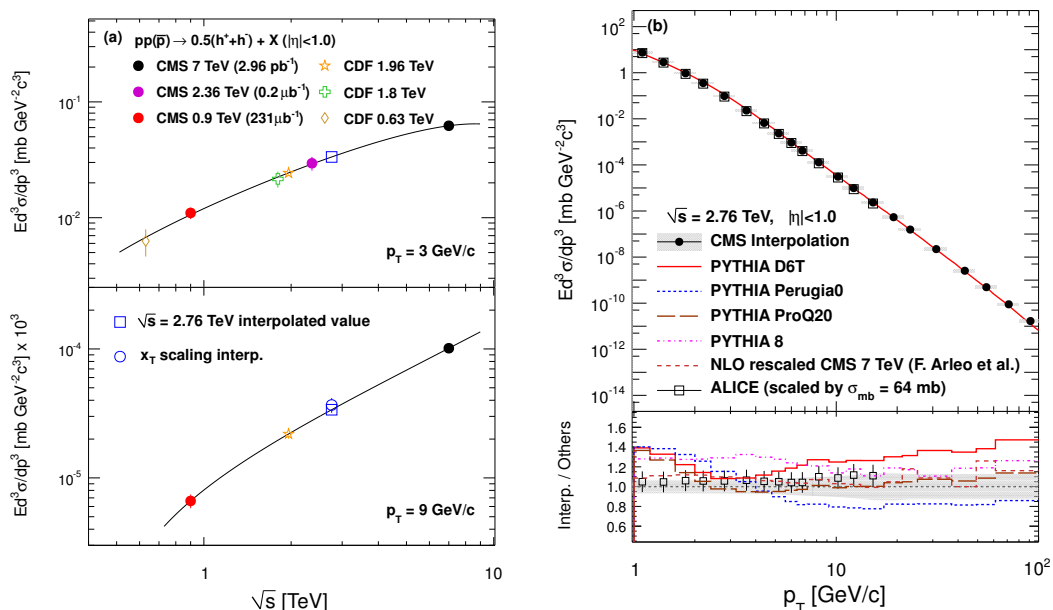 (a) pp(p̅)→ 0.5(h⁺+h⁻) + X (|η|<1.0)
CMS 7 TeV (2.96 pb⁻¹)
CMS 2.36 TeV (0.2 μb⁻¹)
CMS 0.9 TeV (231μb⁻¹)
CDF 1.96 TeV
CDF 1.8 TeV
CDF 0.63 TeV
Ed³σ/dp³ [mb GeV⁻²c³]
10⁻¹
10⁻²
p_T = 3 GeV/c
√s = 2.76 TeV interpolated value
x_T scaling interp.
Ed³σ/dp³ [mb GeV⁻²c³] x 10³
10⁻⁴
10⁻⁵
p_T = 9 GeV/c
1
10
√s [TeV]
(b)
Ed³σ/dp³ [mb GeV⁻²c³]
10²
1
10⁻²
10⁻⁴
10⁻⁶
10⁻⁸
10⁻¹⁰
10⁻¹²
10⁻¹⁴
√s = 2.76 TeV, |η|<1.0
CMS Interpolation
PYTHIA D6T
PYTHIA Perugia0
PYTHIA ProQ20
PYTHIA 8
NLO rescaled CMS 7 TeV (F. Arleo et al.)
ALICE (scaled by σ_mb = 64 mb)
Interp. / Others
1.6
1.4
1.2
1.0
0.8
0.6
1
10
10²
p_T [GeV/c]